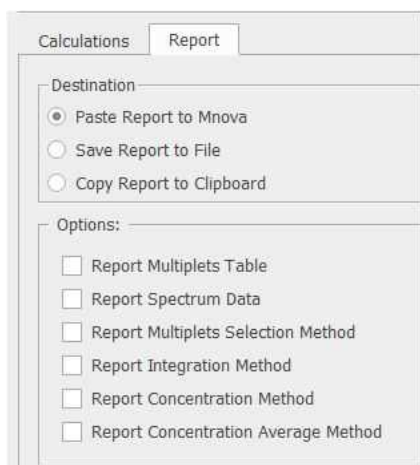 Calculations Report
Destination
Paste Report to Mnova
Save Report to File
Copy Report to Clipboard
Options:
Report Multiplets Table
Report Spectrum Data
Report Multiplets Selection Method
Report Integration Method
Report Concentration Method
Report Concentration Average Method